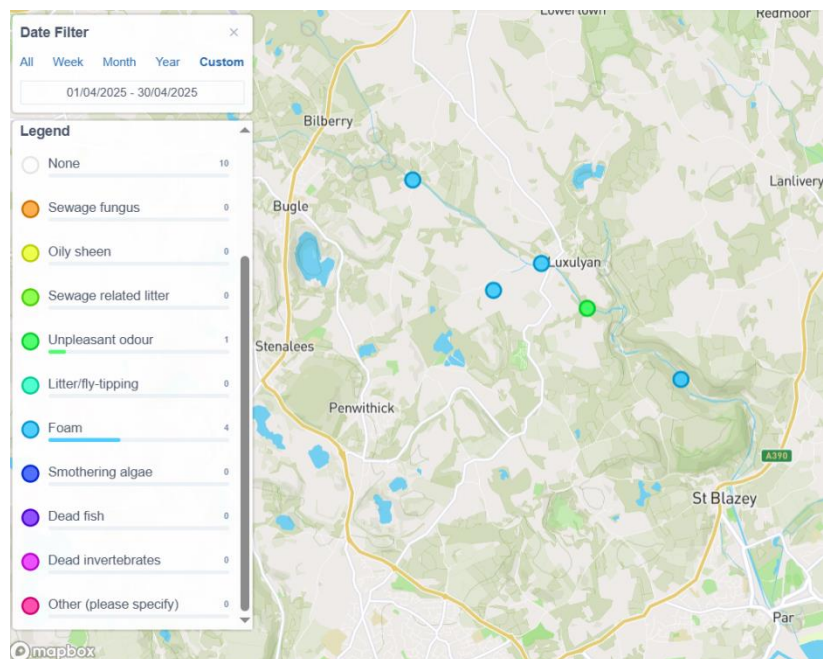 Date Filter ×
All Week Month Year Custom
01/04/2025 - 30/04/2025
Legend
None 10
Sewage fungus 0
Oily sheen 0
Sewage related litter 0
Unpleasant odour 1
Litter/fly-tipping 0
Foam 4
Smothering algae 0
Dead fish 0
Dead invertebrates 0
Other (please specify) 0
mapbox
Lowertown
Redmoor
Bilberry
Lanlivery
Bugle
Luxulyan
Stenalees
Penwithick
A390
St Blazey
Par